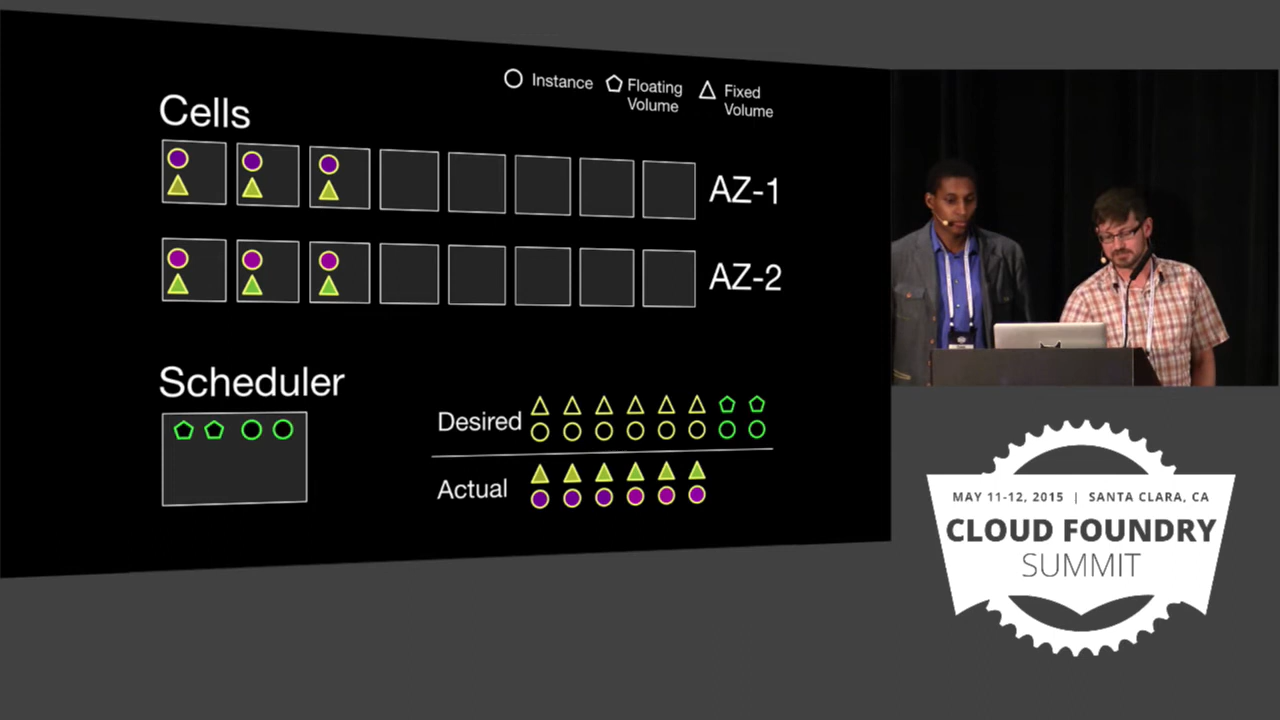 Instance
Floating
Volume
Fixed
Volume
Cells
AZ-1
AZ-2
Scheduler
Desired
Actual
MAY 11-12, 2015 | SANTA CLARA, CA
CLOUD FOUNDRY
SUMMIT